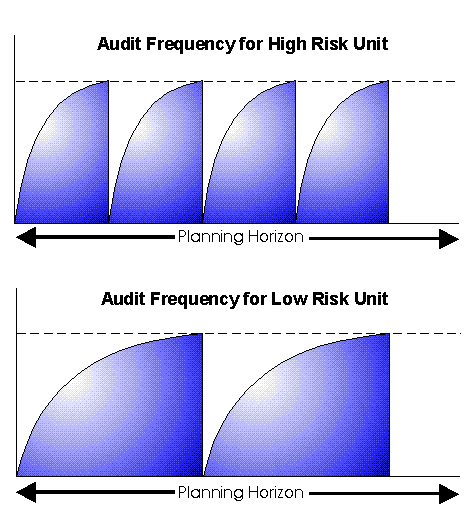 Audit Frequency for High Risk Unit
Planning Horizon
Audit Frequency for Low Risk Unit
Planning Horizon